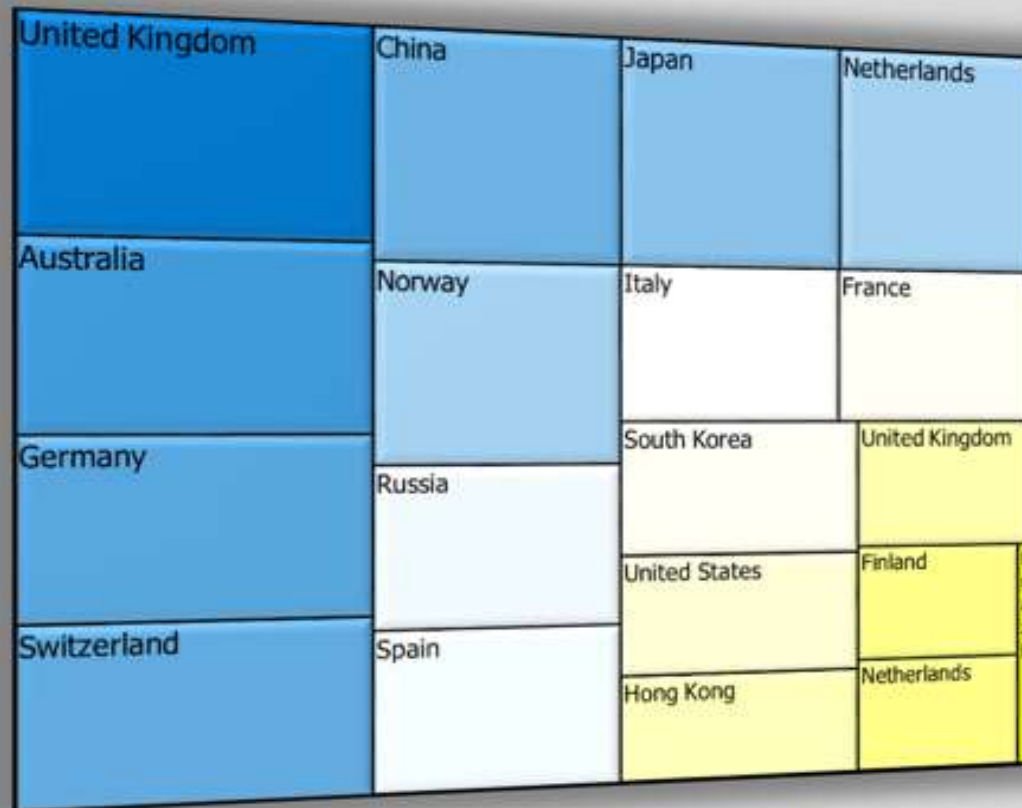 United Kingdom
China
Japan
Netherlands
Australia
Norway
Italy
France
Germany
Russia
South Korea
United Kingdom
United States
Finland
Switzerland
Spain
Hong Kong
Netherlands